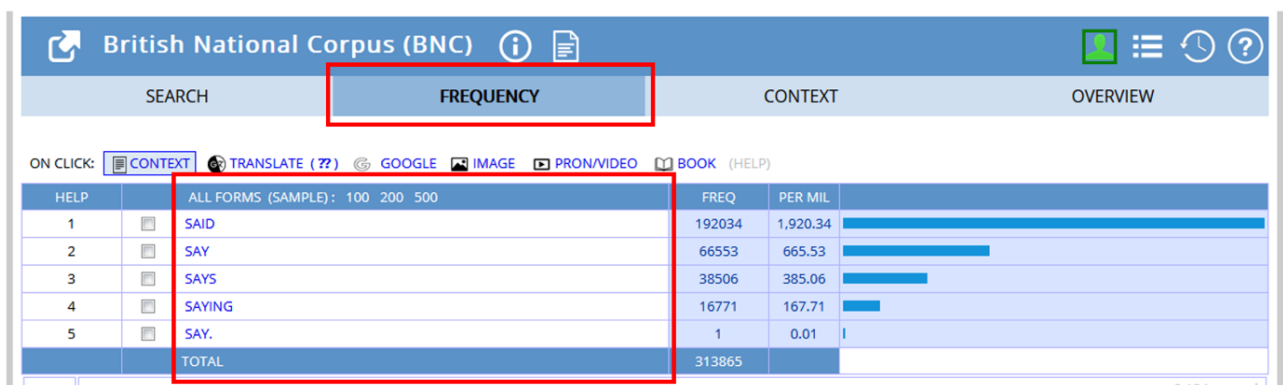 British National Corpus (BNC)
SEARCH FREQUENCY CONTEXT OVERVIEW
ON CLICK: CONTEXT TRANSLATE (??) GOOGLE IMAGE PRON/VIDEO BOOK (HELP)
HELP ALL FORMS (SAMPLE): 100 200 500 FREQ PER MIL
1 SAID 192034 1,920.34
2 SAY 66553 665.53
3 SAYS 38506 385.06
4 SAYING 16771 167.71
5 SAY. 1 0.01
TOTAL 313865